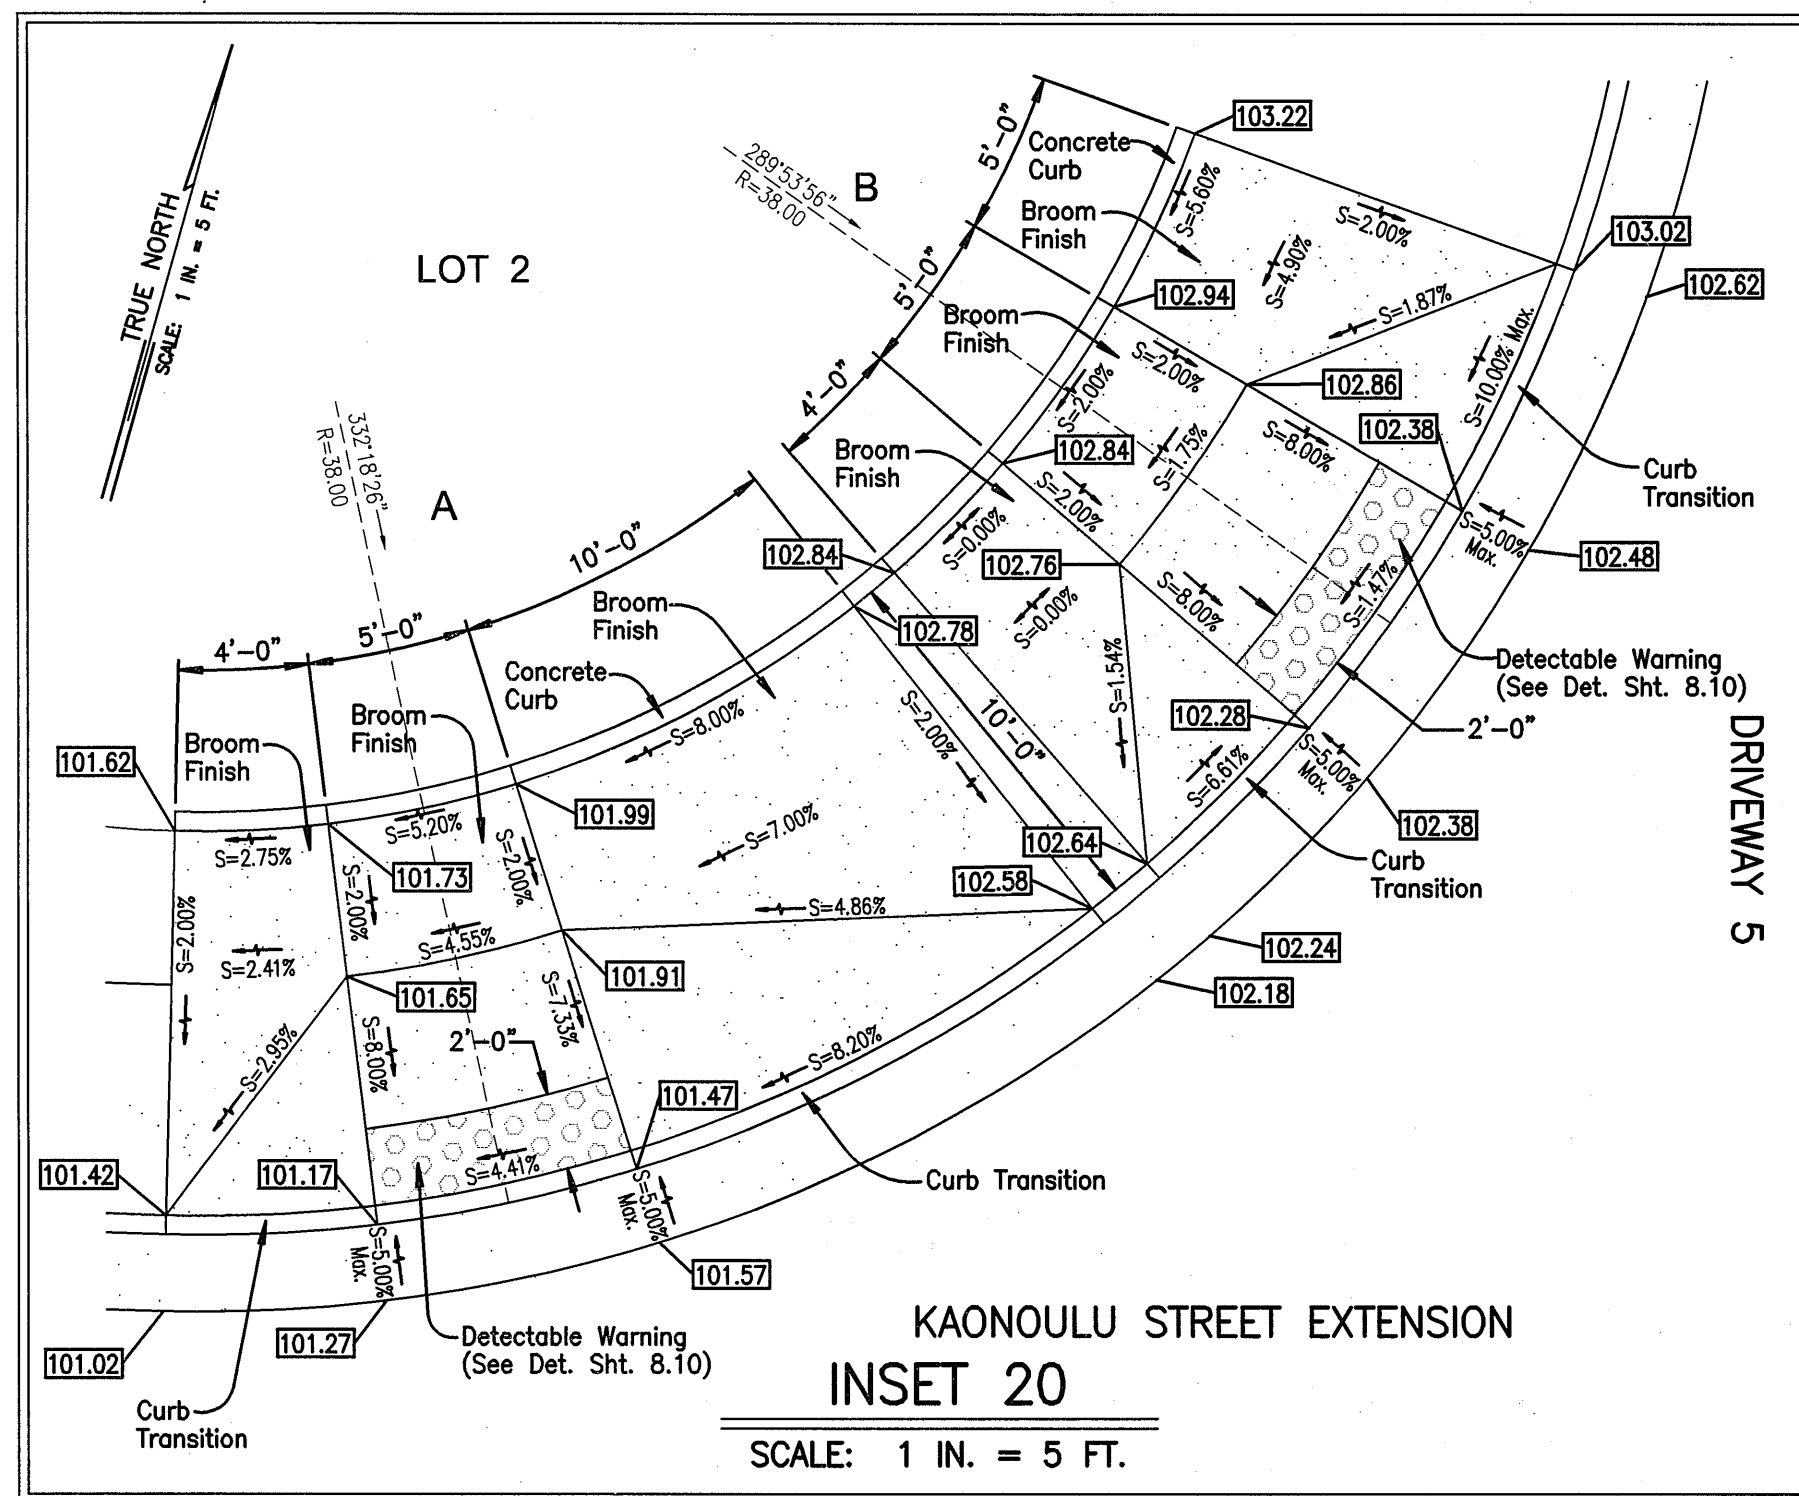 TRUE NORTH
SCALE: 1 IN. = 5 FT.
LOT 2
289°53'56"
R=38.00
B
5'-0"
5'-0"
4'-0"
Concrete
Curb
Broom
Finish
Broom
Finish
Broom
Finish
103.22
S=5.60%
S=2.00%
S=4.90%
103.02
102.62
S=1.87%
102.94
S=2.00%
S=2.00%
S=10.00% Max.
102.86
102.38
S=8.00%
S=1.75%
102.84
S=2.00%
Curb
Transition
S=5.00%
Max.
102.48
332°18'26"
R=38.00
A
10'-0"
102.84
S=0.00%
102.76
S=0.00%
S=8.00%
S=1.47%
102.78
Detectable Warning
(See Det. Sht. 8.10)
2'-0"
S=1.54%
102.28
S=5.00%
Max.
S=6.61%
102.38
Curb
Transition
DRIVEWAY 5
4'-0"
5'-0"
Broom
Finish
Concrete
Curb
Broom
Finish
Broom
Finish
S=8.00%
S=2.00%
10'-0"
101.62
101.99
S=5.20%
S=2.75%
S=2.00%
S=7.00%
102.64
102.58
101.73
S=2.00%
S=2.00%
S=4.86%
S=2.41%
S=4.55%
101.91
101.65
102.24
102.18
S=7.33%
S=2.95%
S=8.00%
2'-0"
S=8.20%
101.47
101.42
101.17
S=4.41%
Curb Transition
S=5.00%
Max.
S=5.00%
Max.
101.57
101.02
101.27
Detectable Warning
(See Det. Sht. 8.10)
Curb
Transition
KAONOULU STREET EXTENSION
INSET 20
SCALE: 1 IN. = 5 FT.